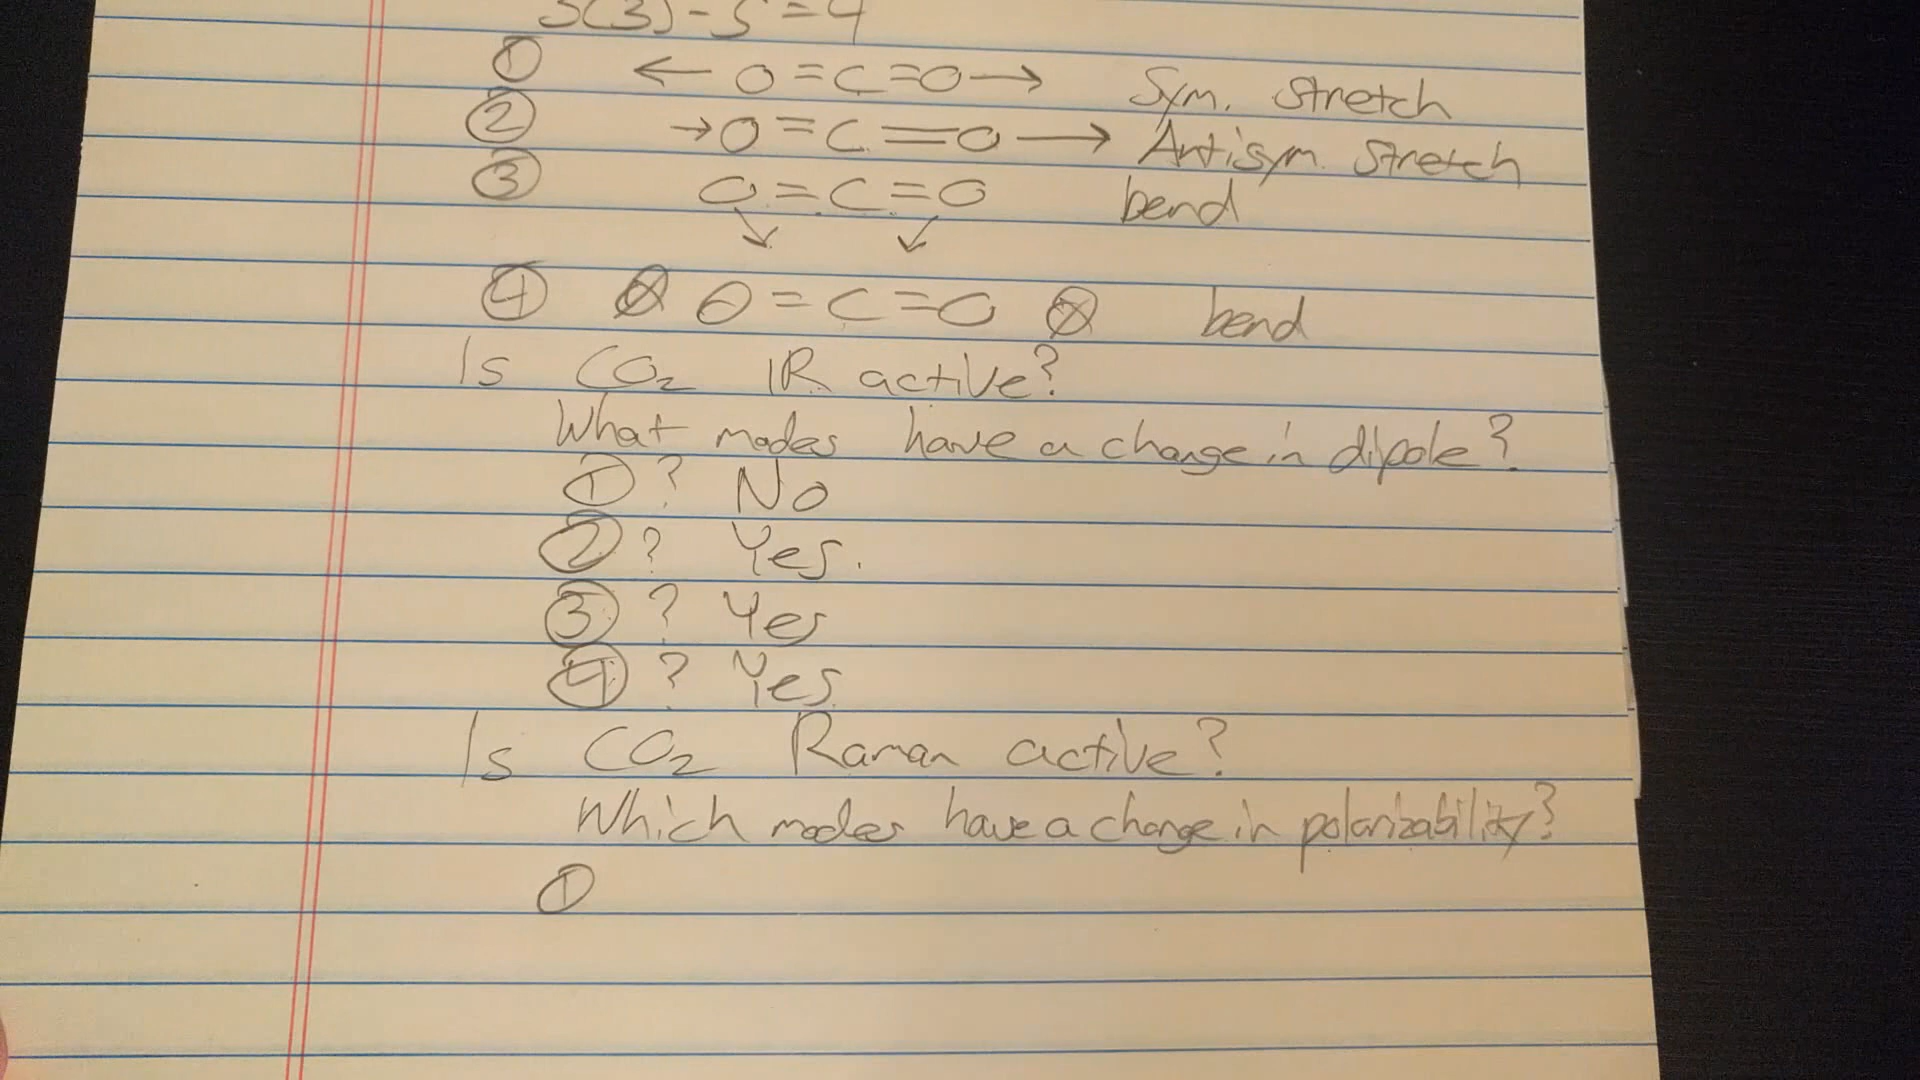 3(3)-5=4
① ← O=C=O → Sym. Stretch
② →O=C=O → Antisym. Stretch
③ O=C=O bend
↘ ↙
④ ⊗ O=C=O ⊗ bend
Is CO₂ IR active?
What modes have a change in dipole?
①? No
②? Yes.
③? Yes
④? Yes
Is CO₂ Raman active?
Which modes have a change in polarizability?
①